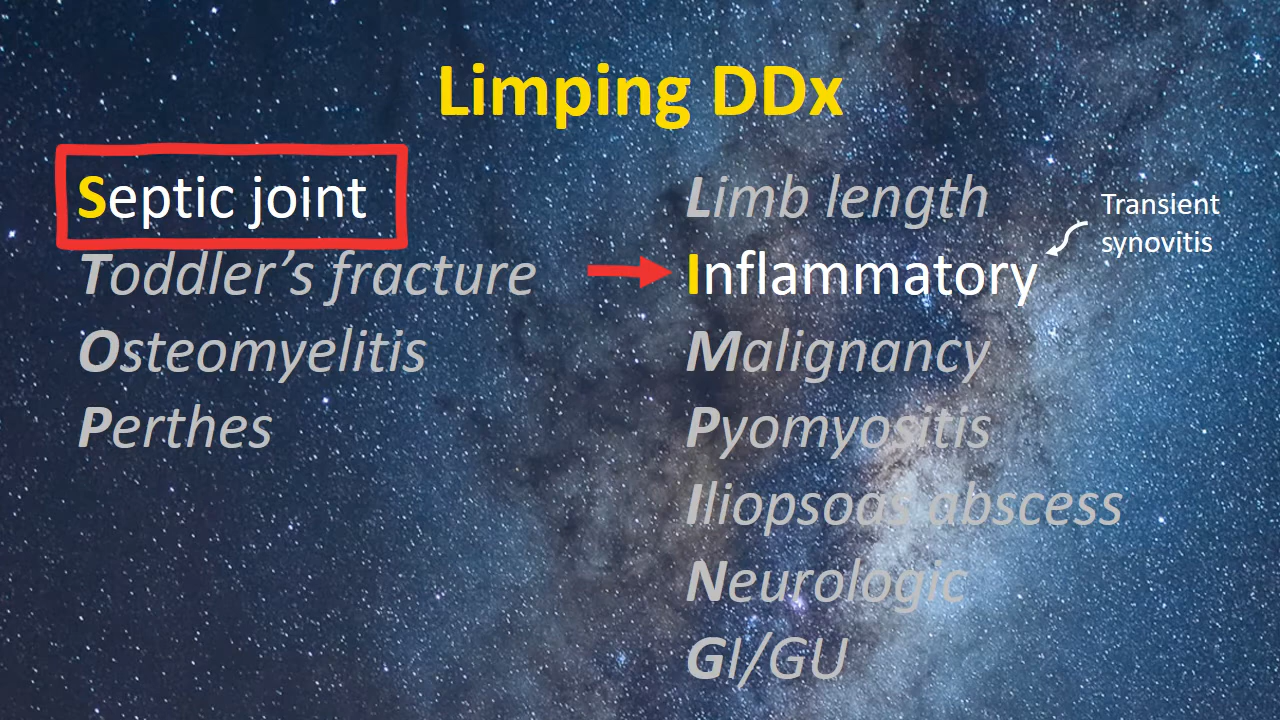 Limping DDx
Septic joint
Toddler’s fracture
Osteomyelitis
Perthes
Limb length
Inflammatory
Transient
synovitis
Malignancy
Pyomyositis
Iliopsoas abscess
Neurologic
GI/GU